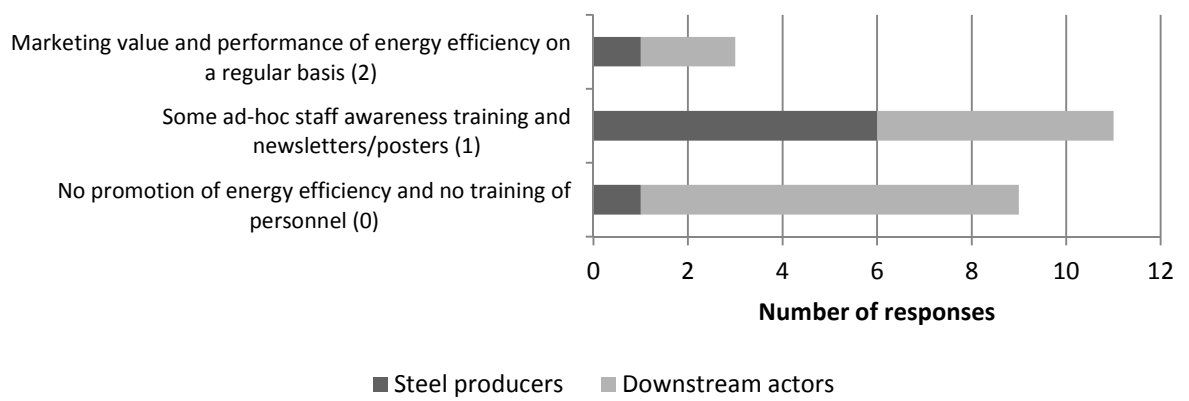 Marketing value and performance of energy efficiency on
a regular basis (2)
Some ad-hoc staff awareness training and
newsletters/posters (1)
No promotion of energy efficiency and no training of
personnel (0)
0 2 4 6 8 10 12
Number of responses
Steel producers Downstream actors